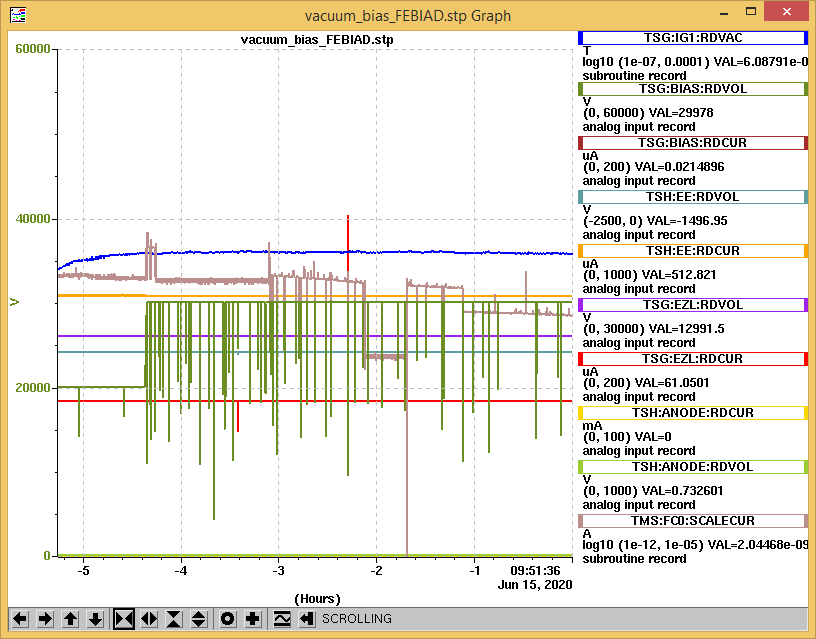 vacuum_bias_FEBIAD.stp Graph
vacuum_bias_FEBIAD.stp
60000
40000
20000
0
V
-5
-4
-3
-2
-1
09:51:36
Jun 15, 2020
(Hours)
TSG:IG1:RDVAC
T
log10 (1e-07, 0.0001) VAL=6.08791e-0
subroutine record
TSG:BIAS:RDVOL
V
(0, 60000) VAL=29978
analog input record
TSG:BIAS:RDCUR
uA
(0, 200) VAL=0.0214896
analog input record
TSH:EE:RDVOL
V
(-2500, 0) VAL=-1496.95
analog input record
TSH:EE:RDCUR
uA
(0, 1000) VAL=512.821
analog input record
TSG:EZL:RDVOL
V
(0, 30000) VAL=12991.5
analog input record
TSG:EZL:RDCUR
uA
(0, 200) VAL=61.0501
analog input record
TSH:ANODE:RDCUR
mA
(0, 100) VAL=0
analog input record
TSH:ANODE:RDVOL
V
(0, 1000) VAL=0.732601
analog input record
TMS:FC0:SCALECUR
A
log10 (1e-12, 1e-05) VAL=2.04468e-09
subroutine record
SCROLLING